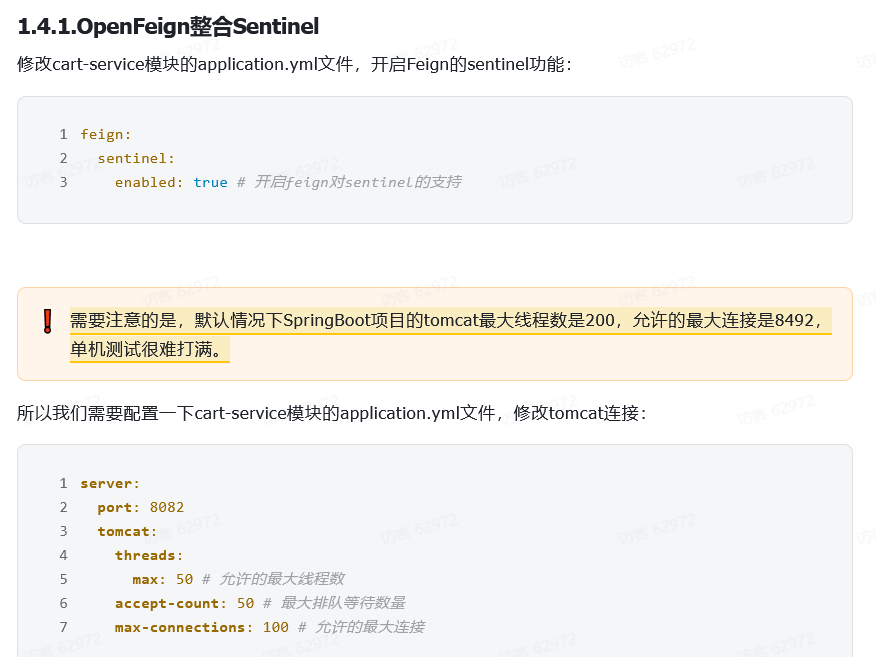 1.4.1.OpenFeign整合Sentinel
修改cart-service模块的application.yml文件，开启Feign的sentinel功能：
1 feign:
2   sentinel:
3     enabled: true # 开启feign对sentinel的支持
需要注意的是，默认情况下SpringBoot项目的tomcat最大线程数是200，允许的最大连接是8492，
单机测试很难打满。
所以我们需要配置一下cart-service模块的application.yml文件，修改tomcat连接：
1 server:
2   port: 8082
3   tomcat:
4     threads:
5       max: 50 # 允许的最大线程数
6     accept-count: 50 # 最大排队等待数量
7     max-connections: 100 # 允许的最大连接
访客 62972